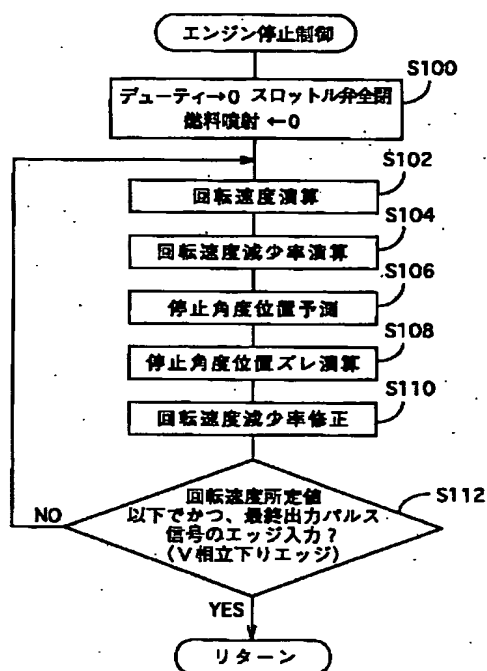 エンジン停止制御
S100
デューティ→0 スロットル弁全閉
燃料噴射 ←0
S102
回転速度演算
S104
回転速度減少率演算
S106
停止角度位置予測
S108
停止角度位置ズレ演算
S110
回転速度減少率修正
S112
回転速度所定値
以下でかつ、最終出力パルス
信号のエッジ入力?
(V相立下りエッジ)
NO
YES
リターン